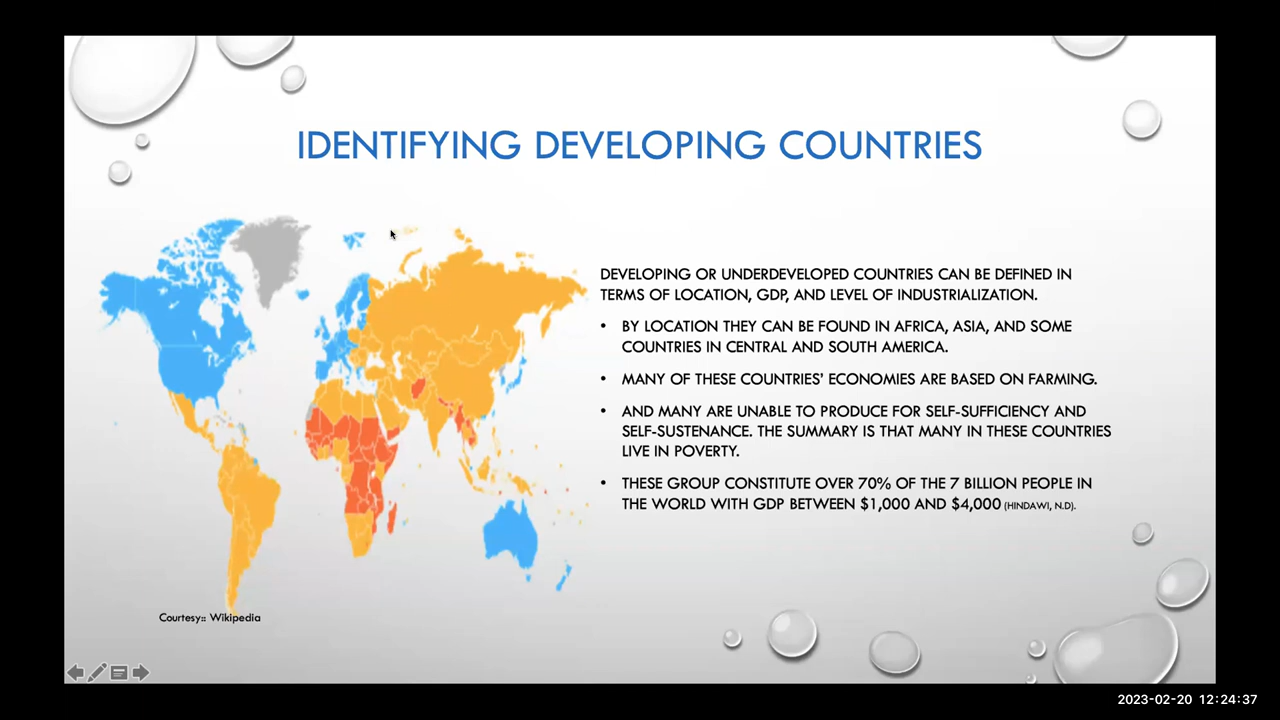 IDENTIFYING DEVELOPING COUNTRIES
DEVELOPING OR UNDERDEVELOPED COUNTRIES CAN BE DEFINED IN
TERMS OF LOCATION, GDP, AND LEVEL OF INDUSTRIALIZATION.
• BY LOCATION THEY CAN BE FOUND IN AFRICA, ASIA, AND SOME
COUNTRIES IN CENTRAL AND SOUTH AMERICA.
• MANY OF THESE COUNTRIES' ECONOMIES ARE BASED ON FARMING.
• AND MANY ARE UNABLE TO PRODUCE FOR SELF-SUFFICIENCY AND
SELF-SUSTENANCE. THE SUMMARY IS THAT MANY IN THESE COUNTRIES
LIVE IN POVERTY.
• THESE GROUP CONSTITUTE OVER 70% OF THE 7 BILLION PEOPLE IN
THE WORLD WITH GDP BETWEEN $1,000 AND $4,000 (HINDAWI, N.D).
Courtesy:: Wikipedia
2023-02-20 12:24:37